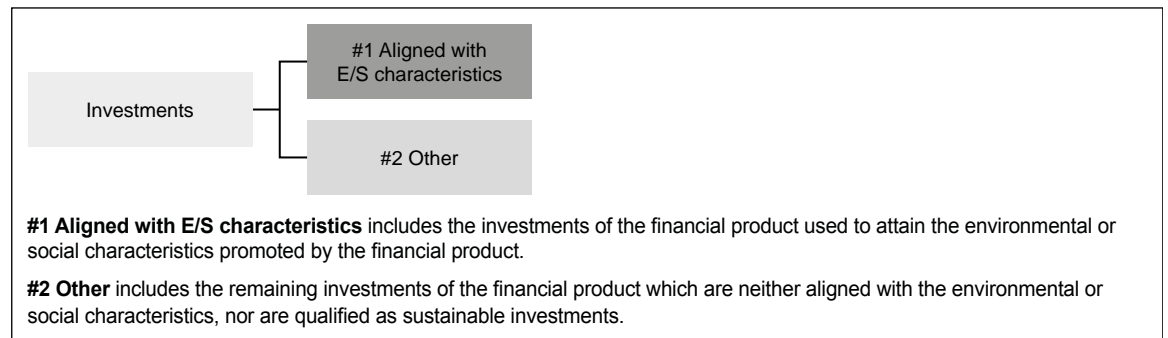 #1 Aligned with
E/S characteristics
Investments
#2 Other
#1 Aligned with E/S characteristics includes the investments of the financial product used to attain the environmental or
social characteristics promoted by the financial product.
#2 Other includes the remaining investments of the financial product which are neither aligned with the environmental or
social characteristics, nor are qualified as sustainable investments.